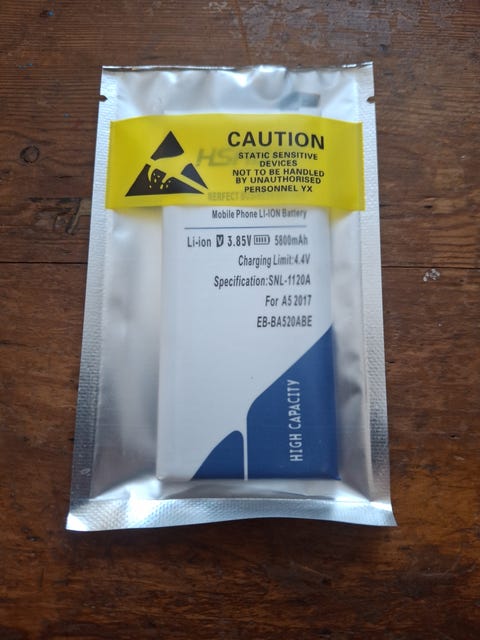 CAUTION
STATIC SENSITIVE
DEVICES
NOT TO BE HANDLED
BY UNAUTHORISED
PERSONNEL YX
Mobile Phone LI-ION Battery
Li-ion 3.85V 5800mAh
Charging Limit:4.4V
Specification:SNL-1120A
For A5 2017
EB-BA520ABE
HIGH CAPACITY